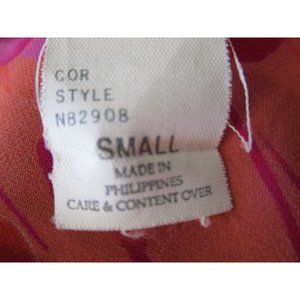 COR
STYLE
N82908
SMALL
MADE IN
PHILIPPINES
CARE & CONTENT OVER